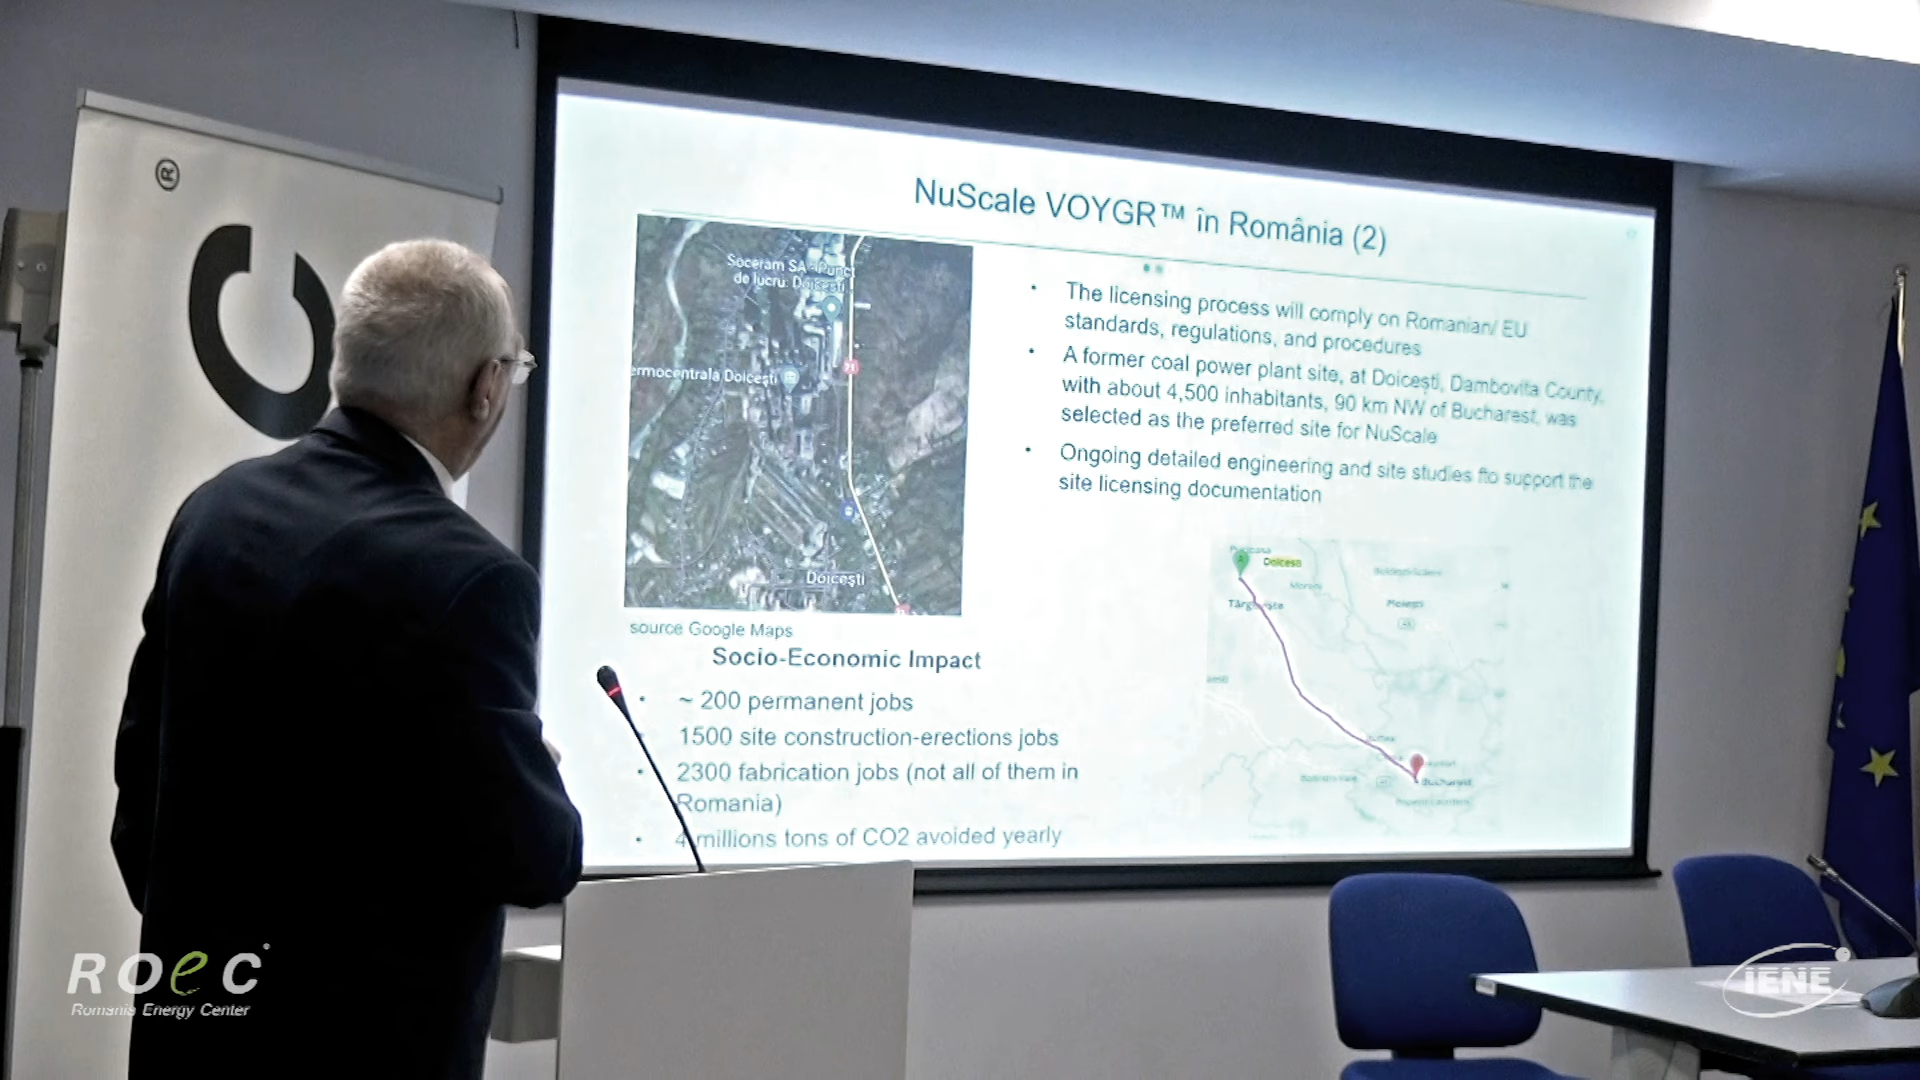 ®
C
NuScale VOYGR™ în România (2)
Soceram SA - Punct
de lucru: Doicești
ermocentrala Doicești
71
Doicești
source Google Maps
Socio-Economic Impact
• ~ 200 permanent jobs
1500 site construction-erections jobs
• 2300 fabrication jobs (not all of them in
Romania)
• 4 millions tons of CO2 avoided yearly
• The licensing process will comply on Romanian/ EU
standards, regulations, and procedures
• A former coal power plant site, at Doicești, Dambovita County,
with about 4,500 inhabitants, 90 km NW of Bucharest, was
selected as the preferred site for NuScale
• Ongoing detailed engineering and site studies fto support the
site licensing documentation
Doicesti
Moreni
Ploiești
Bucharest
ROeC
Romania Energy Center
IENE